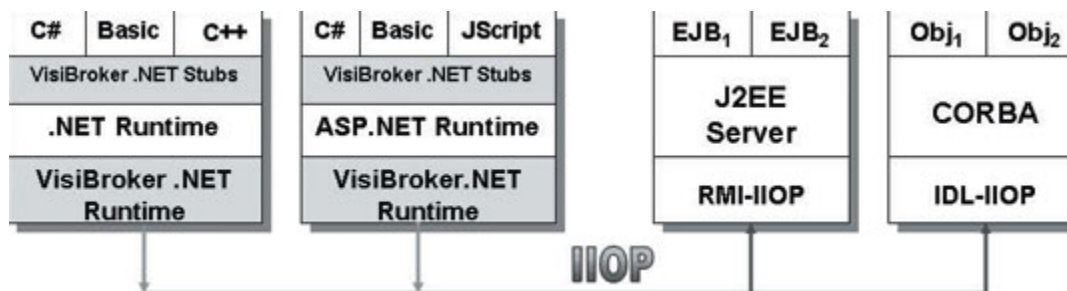 C# Basic C++
VisiBroker .NET Stubs
.NET Runtime
VisiBroker .NET
Runtime
C# Basic JScript
VisiBroker .NET Stubs
ASP.NET Runtime
VisiBroker.NET
Runtime
EJB₁ EJB₂
J2EE
Server
RMI-IIOP
Obj₁ Obj₂
CORBA
IDL-IIOP
IIOP